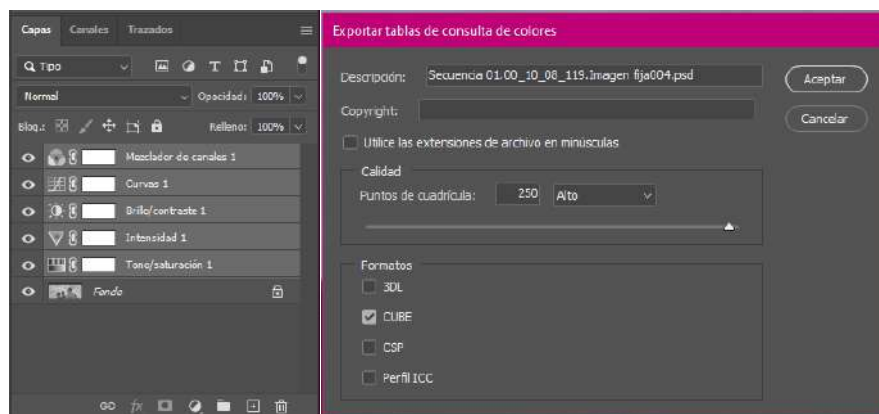 Capas Canales Trazados
Tipo
Normal Opacidad: 100%
Bloq.: Relleno: 100%
Mezclador de canales 1
Curvas 1
Brillo/contraste 1
Intensidad 1
Tono/saturación 1
Fondo
fx
Exportar tablas de consulta de colores
Descripción: Secuencia 01.00_10_08_119.Imagen fija004.psd
Aceptar
Copyright:
Cancelar
Utilice las extensiones de archivo en minúsculas
Calidad
Puntos de cuadrícula: 250 Alto
Formatos
3DL
CUBE
CSP
Perfil ICC